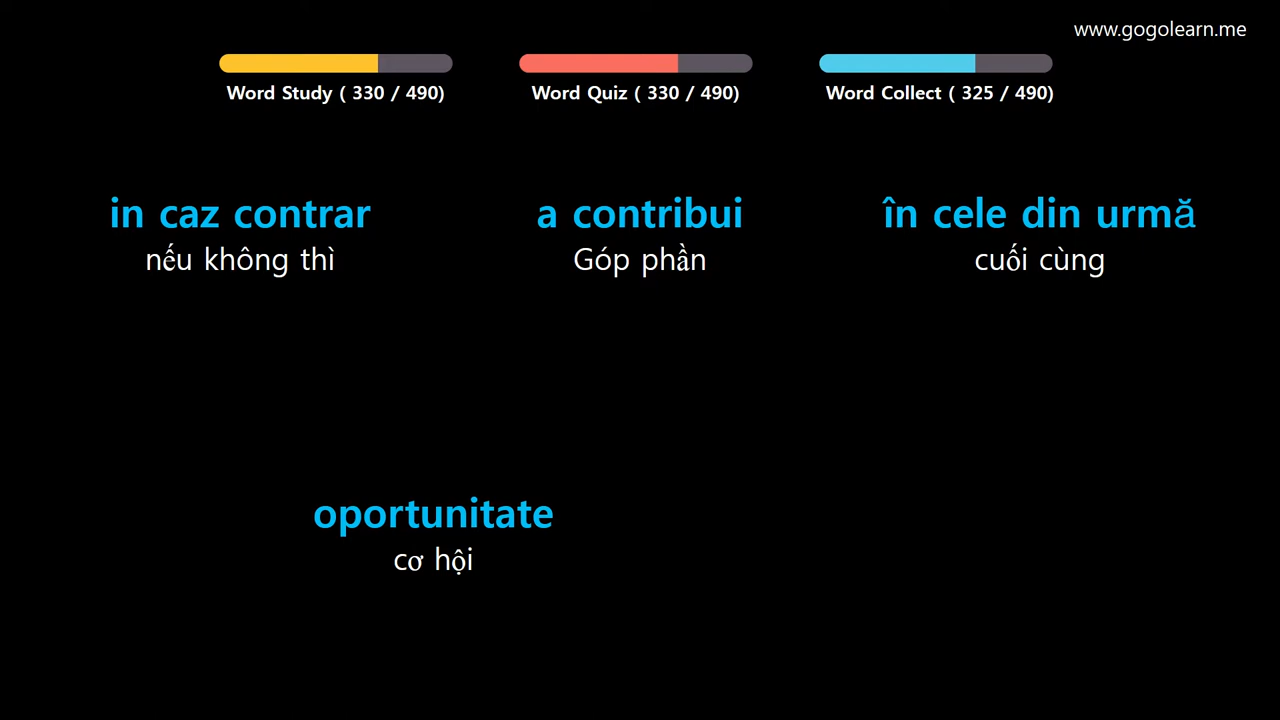 www.gogolearn.me
Word Study ( 330 / 490)
Word Quiz ( 330 / 490)
Word Collect ( 325 / 490)
in caz contrar
nếu không thì
a contribui
Góp phần
în cele din urmă
cuối cùng
oportunitate
cơ hội